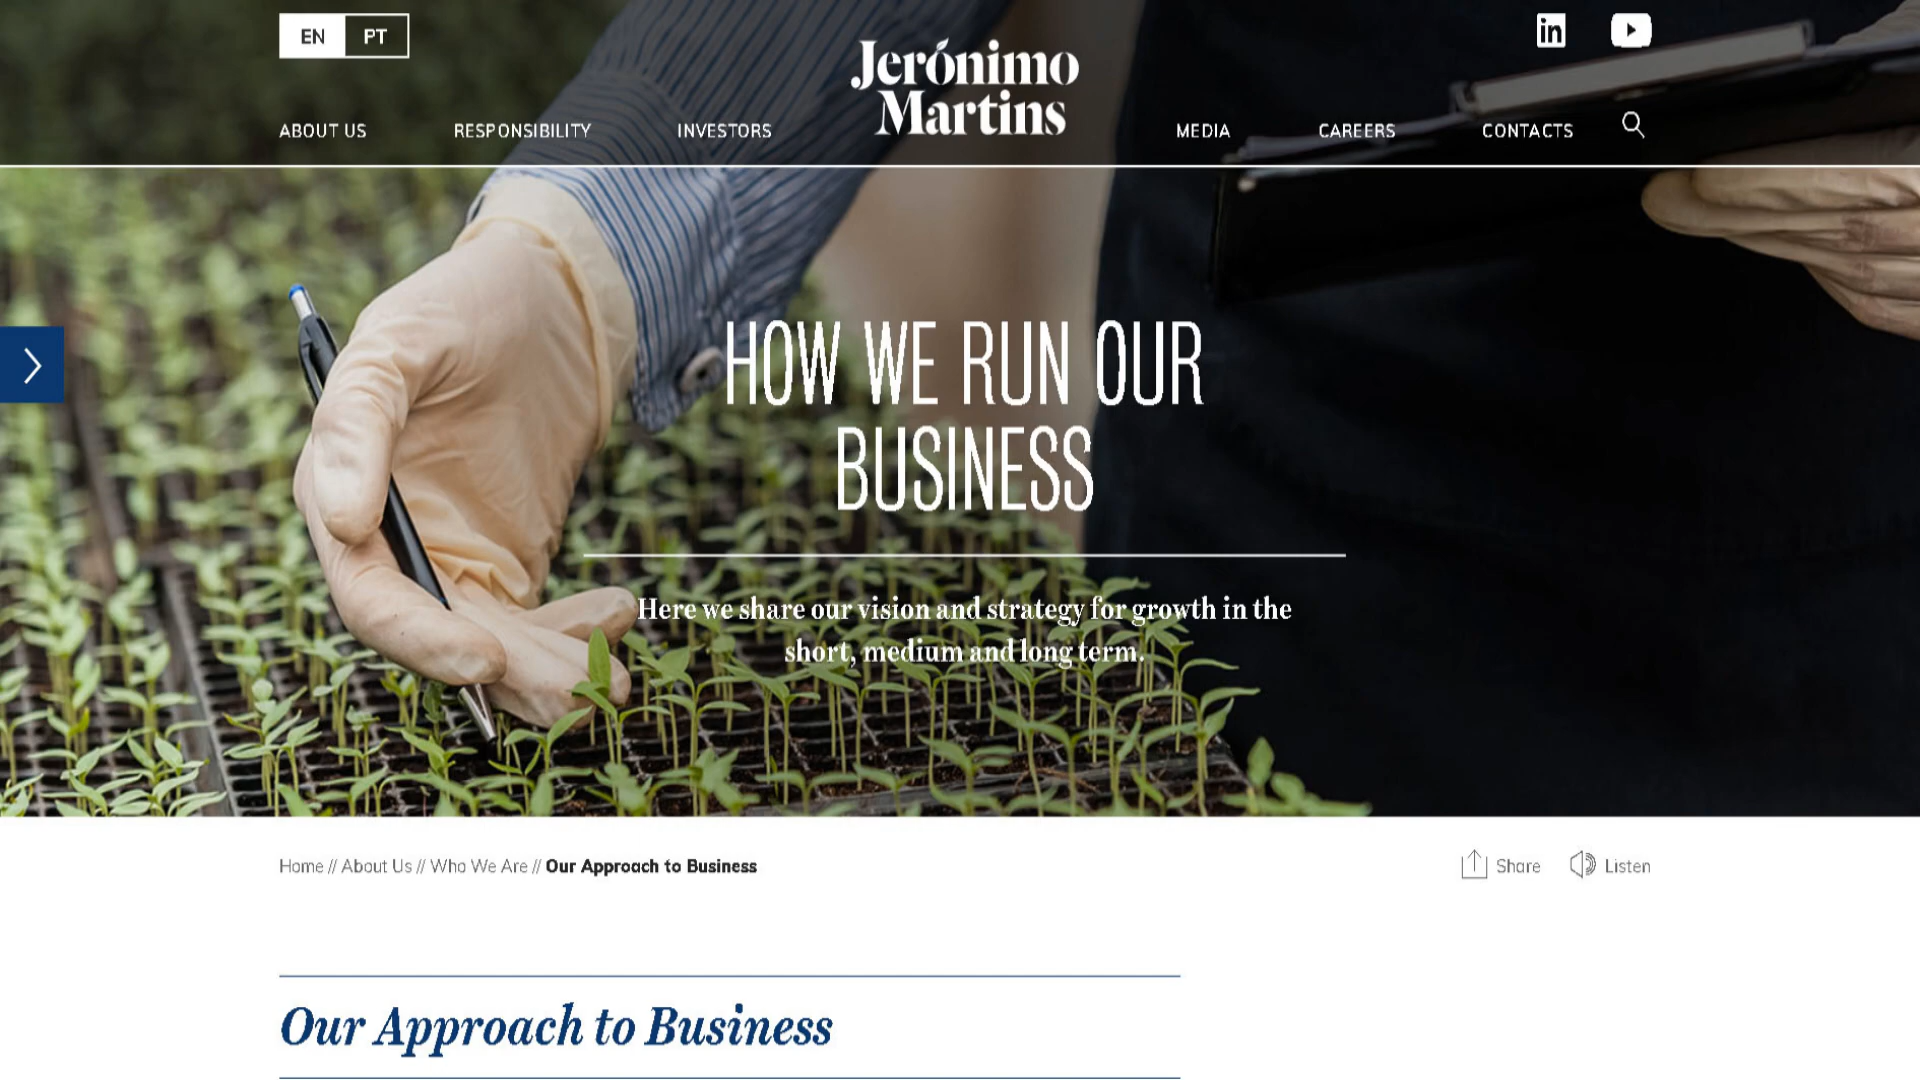 EN PT
Jerónimo
Martins
ABOUT US RESPONSIBILITY INVESTORS MEDIA CAREERS CONTACTS
HOW WE RUN OUR
BUSINESS
Here we share our vision and strategy for growth in the
short, medium and long term.
Home // About Us // Who We Are // Our Approach to Business
Share Listen
Our Approach to Business